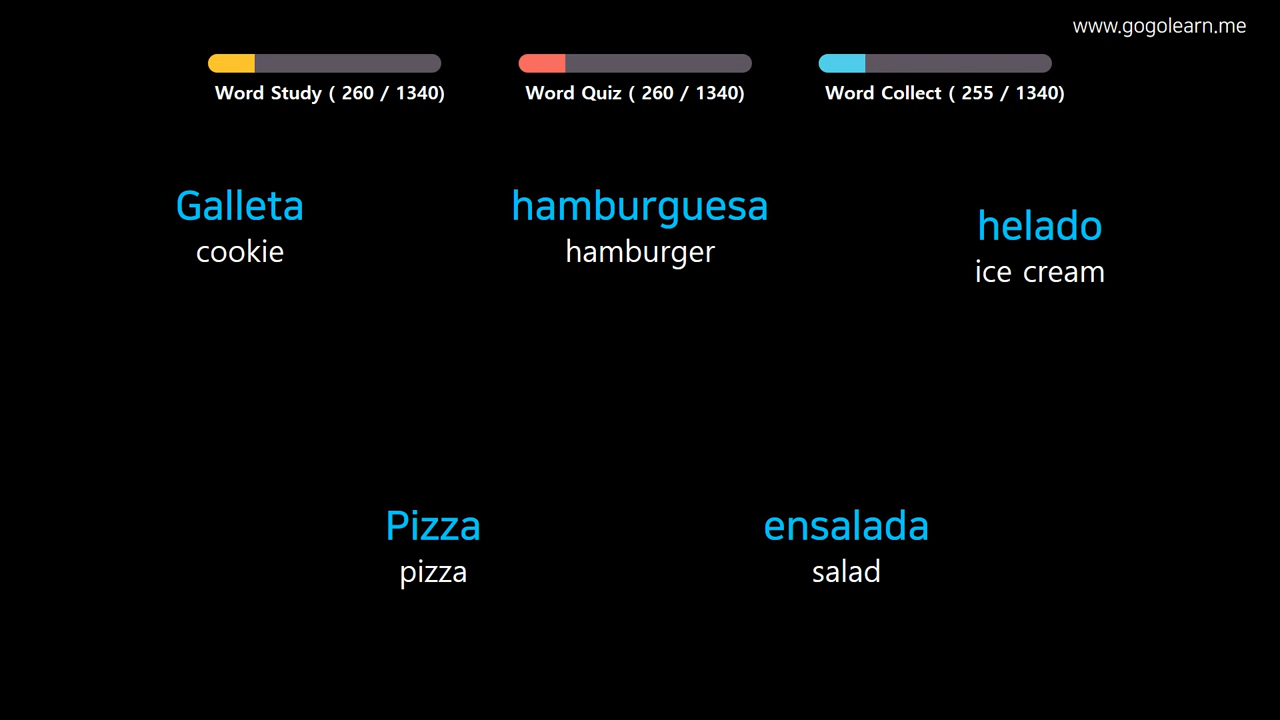 www.gogolearn.me
Word Study ( 260 / 1340)
Word Quiz ( 260 / 1340)
Word Collect ( 255 / 1340)
Galleta
cookie
hamburguesa
hamburger
helado
ice cream
Pizza
pizza
ensalada
salad